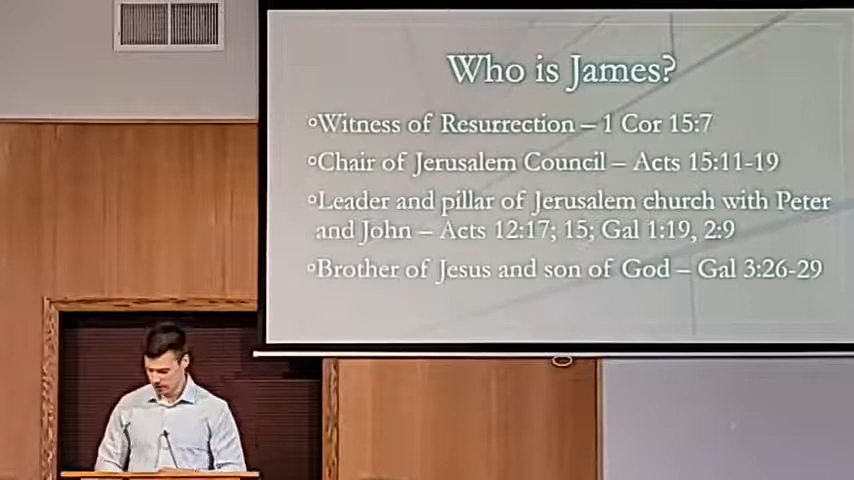 Who is James?
◦Witness of Resurrection – 1 Cor 15:7
◦Chair of Jerusalem Council – Acts 15:11-19
◦Leader and pillar of Jerusalem church with Peter
and John – Acts 12:17; 15; Gal 1:19, 2:9
◦Brother of Jesus and son of God – Gal 3:26-29